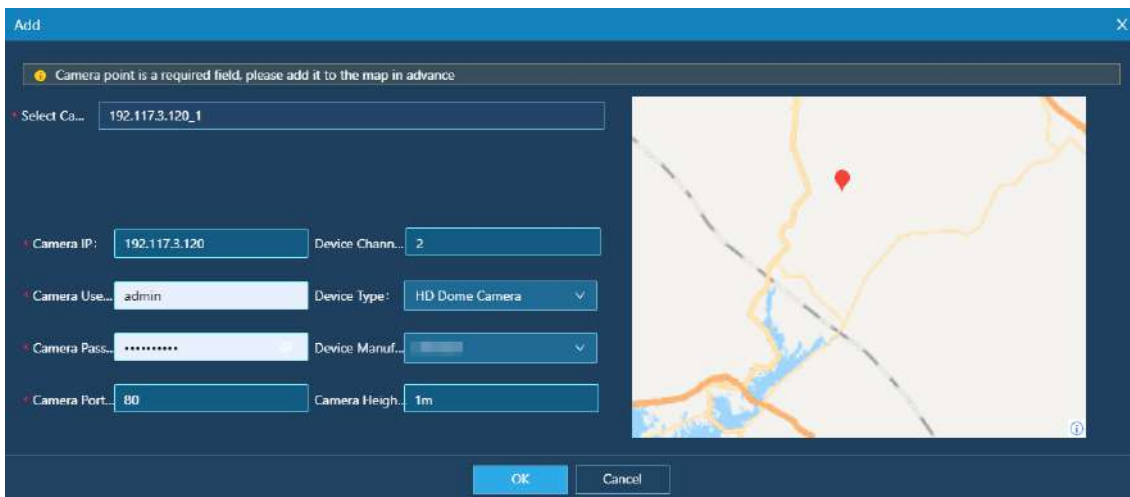 Add
Camera point is a required field, please add it to the map in advance
* Select Ca... 192.117.3.120_1
* Camera IP: 192.117.3.120 Device Chann... 2
* Camera Use... admin Device Type: HD Dome Camera
* Camera Pass... •••••••••• Device Manuf...
* Camera Port... 80 Camera Heigh... 1m
OK Cancel